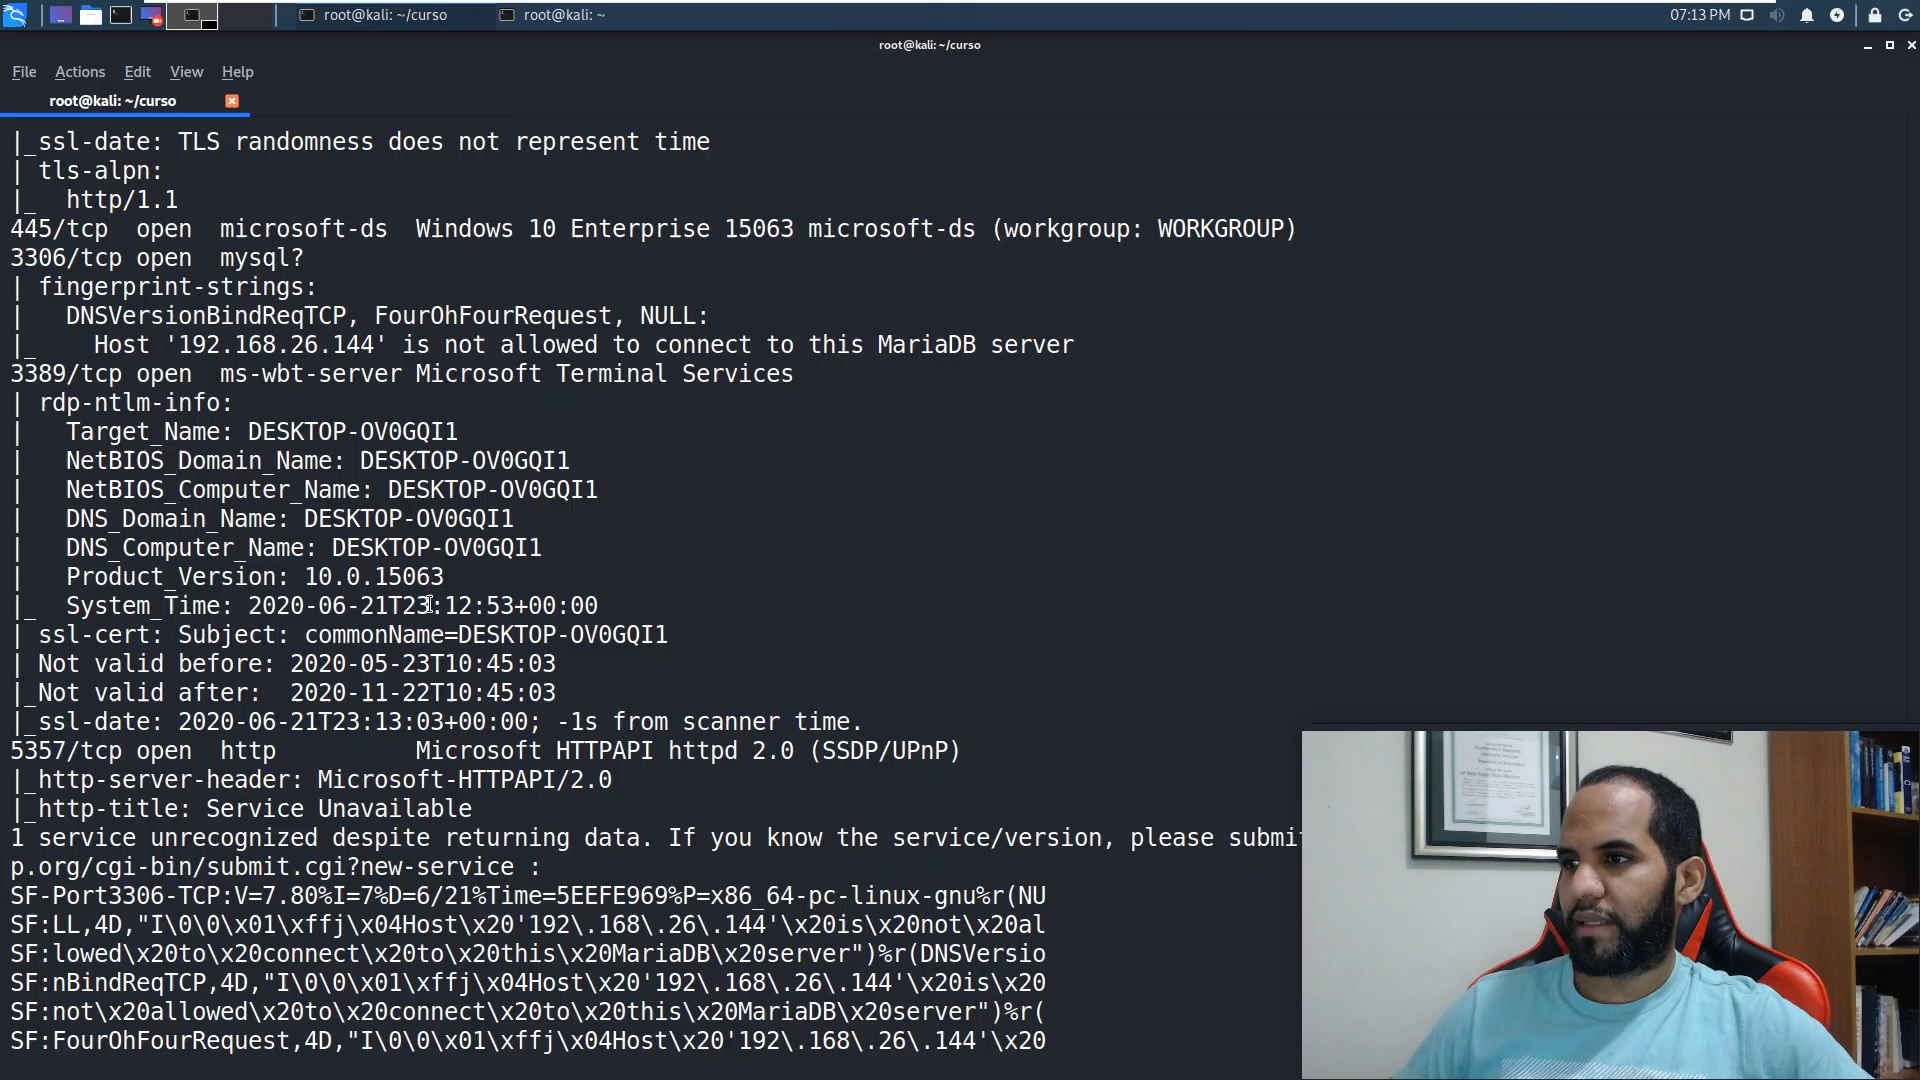 root@kali: ~/curso
root@kali: ~
07:13 PM
root@kali: ~/curso
File Actions Edit View Help
root@kali: ~/curso
|_ssl-date: TLS randomness does not represent time
| tls-alpn:
|_  http/1.1
445/tcp  open  microsoft-ds  Windows 10 Enterprise 15063 microsoft-ds (workgroup: WORKGROUP)
3306/tcp open  mysql?
| fingerprint-strings:
|   DNSVersionBindReqTCP, FourOhFourRequest, NULL:
|_    Host '192.168.26.144' is not allowed to connect to this MariaDB server
3389/tcp open  ms-wbt-server Microsoft Terminal Services
| rdp-ntlm-info:
|   Target_Name: DESKTOP-OV0GQI1
|   NetBIOS_Domain_Name: DESKTOP-OV0GQI1
|   NetBIOS_Computer_Name: DESKTOP-OV0GQI1
|   DNS_Domain_Name: DESKTOP-OV0GQI1
|   DNS_Computer_Name: DESKTOP-OV0GQI1
|   Product_Version: 10.0.15063
|_  System_Time: 2020-06-21T23:12:53+00:00
| ssl-cert: Subject: commonName=DESKTOP-OV0GQI1
| Not valid before: 2020-05-23T10:45:03
|_Not valid after:  2020-11-22T10:45:03
|_ssl-date: 2020-06-21T23:13:03+00:00; -1s from scanner time.
5357/tcp open  http          Microsoft HTTPAPI httpd 2.0 (SSDP/UPnP)
|_http-server-header: Microsoft-HTTPAPI/2.0
|_http-title: Service Unavailable
1 service unrecognized despite returning data. If you know the service/version, please submit
p.org/cgi-bin/submit.cgi?new-service :
SF-Port3306-TCP:V=7.80%I=7%D=6/21%Time=5EEFE969%P=x86_64-pc-linux-gnu%r(NU
SF:LL,4D,"I\0\0\x01\xffj\x04Host\x20'192\.168\.26\.144'\x20is\x20not\x20al
SF:lowed\x20to\x20connect\x20to\x20this\x20MariaDB\x20server")%r(DNSVersio
SF:nBindReqTCP,4D,"I\0\0\x01\xffj\x04Host\x20'192\.168\.26\.144'\x20is\x20
SF:not\x20allowed\x20to\x20connect\x20to\x20this\x20MariaDB\x20server")%r(
SF:FourOhFourRequest,4D,"I\0\0\x01\xffj\x04Host\x20'192\.168\.26\.144'\x20